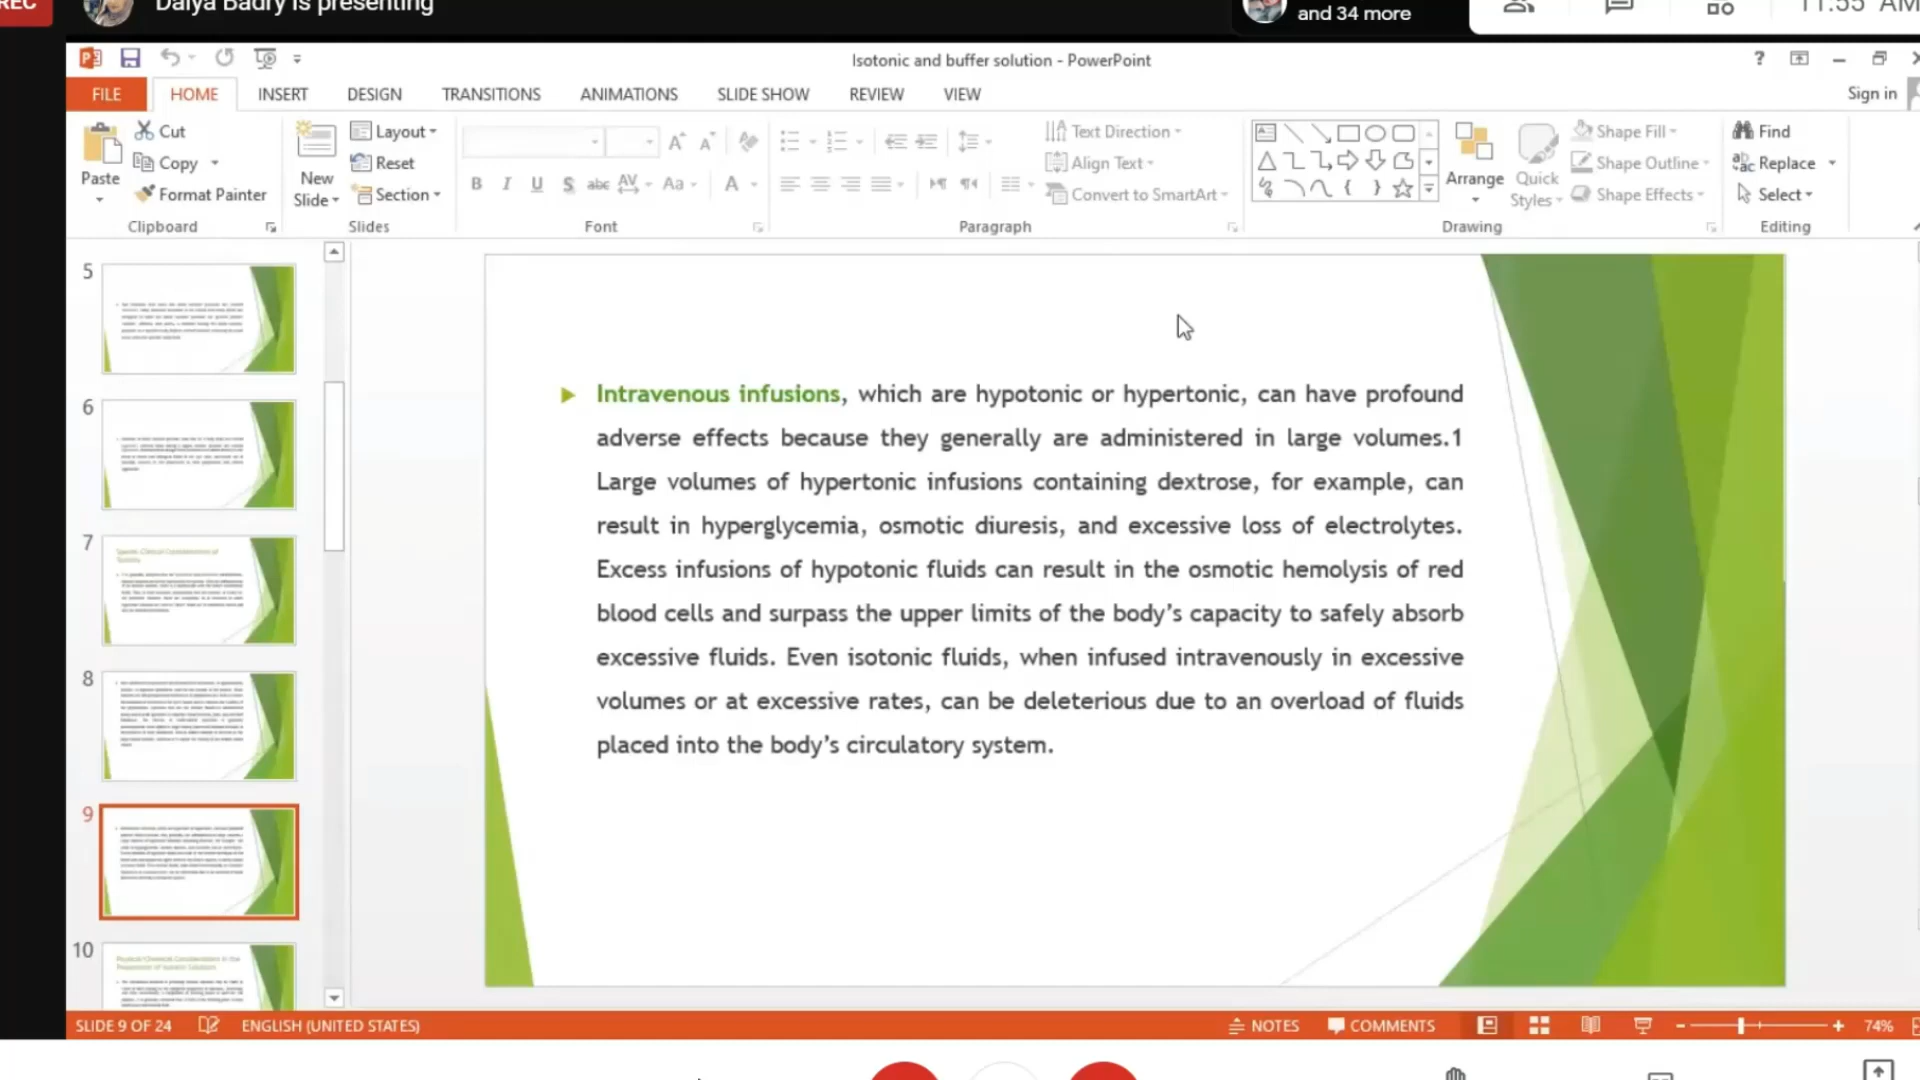 REC
Dalya Badry is presenting
and 34 more
11:55 AM
Isotonic and buffer solution - PowerPoint
?
FILE HOME INSERT DESIGN TRANSITIONS ANIMATIONS SLIDE SHOW REVIEW VIEW
Sign in
Paste
Cut
Copy
Format Painter
Clipboard
New
Slide
Layout
Reset
Section
Slides
B I U S abc AV Aa A
Font
Text Direction
Align Text
Convert to SmartArt
Paragraph
Arrange
Quick
Styles
Shape Fill
Shape Outline
Shape Effects
Drawing
Find
Replace
Select
Editing
5
6
7
8
9
10
Intravenous infusions, which are hypotonic or hypertonic, can have profound
adverse effects because they generally are administered in large volumes.1
Large volumes of hypertonic infusions containing dextrose, for example, can
result in hyperglycemia, osmotic diuresis, and excessive loss of electrolytes.
Excess infusions of hypotonic fluids can result in the osmotic hemolysis of red
blood cells and surpass the upper limits of the body’s capacity to safely absorb
excessive fluids. Even isotonic fluids, when infused intravenously in excessive
volumes or at excessive rates, can be deleterious due to an overload of fluids
placed into the body’s circulatory system.
SLIDE 9 OF 24
ENGLISH (UNITED STATES)
NOTES
COMMENTS
74%